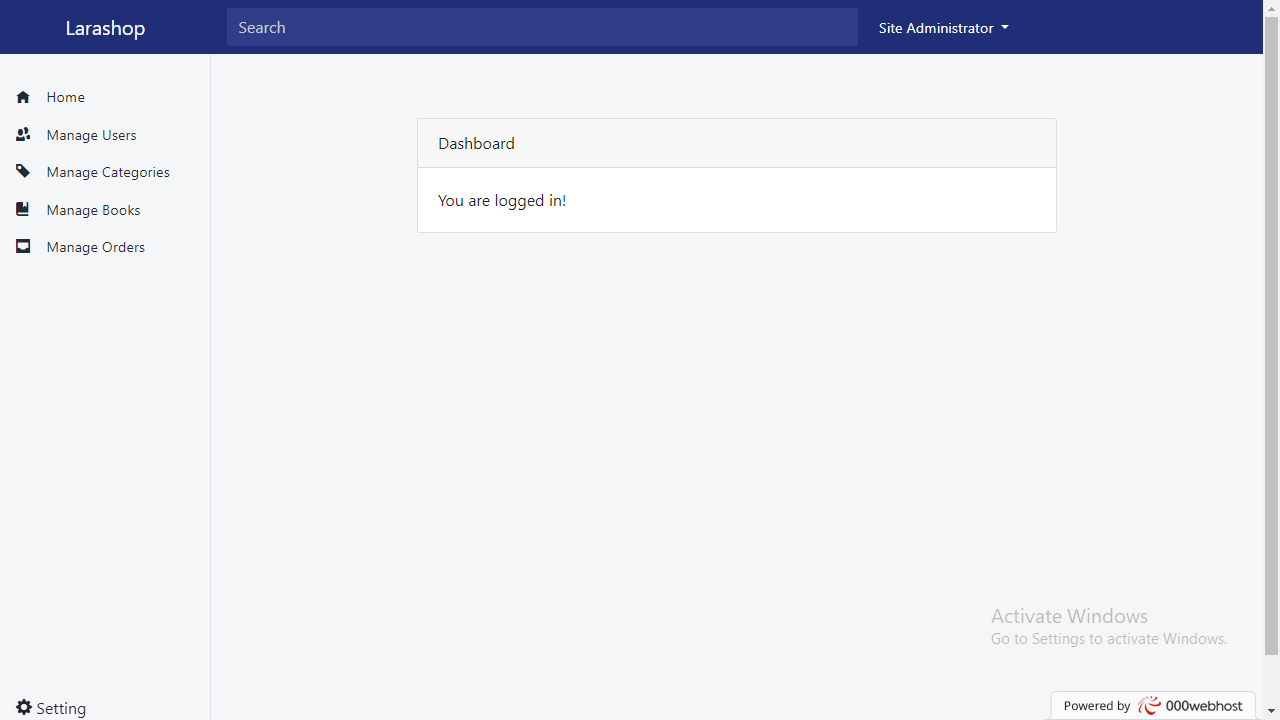 Larashop
Search
Site Administrator
Home
Manage Users
Manage Categories
Manage Books
Manage Orders
Dashboard
You are logged in!
Activate Windows
Go to Settings to activate Windows.
Setting
Powered by 000webhost